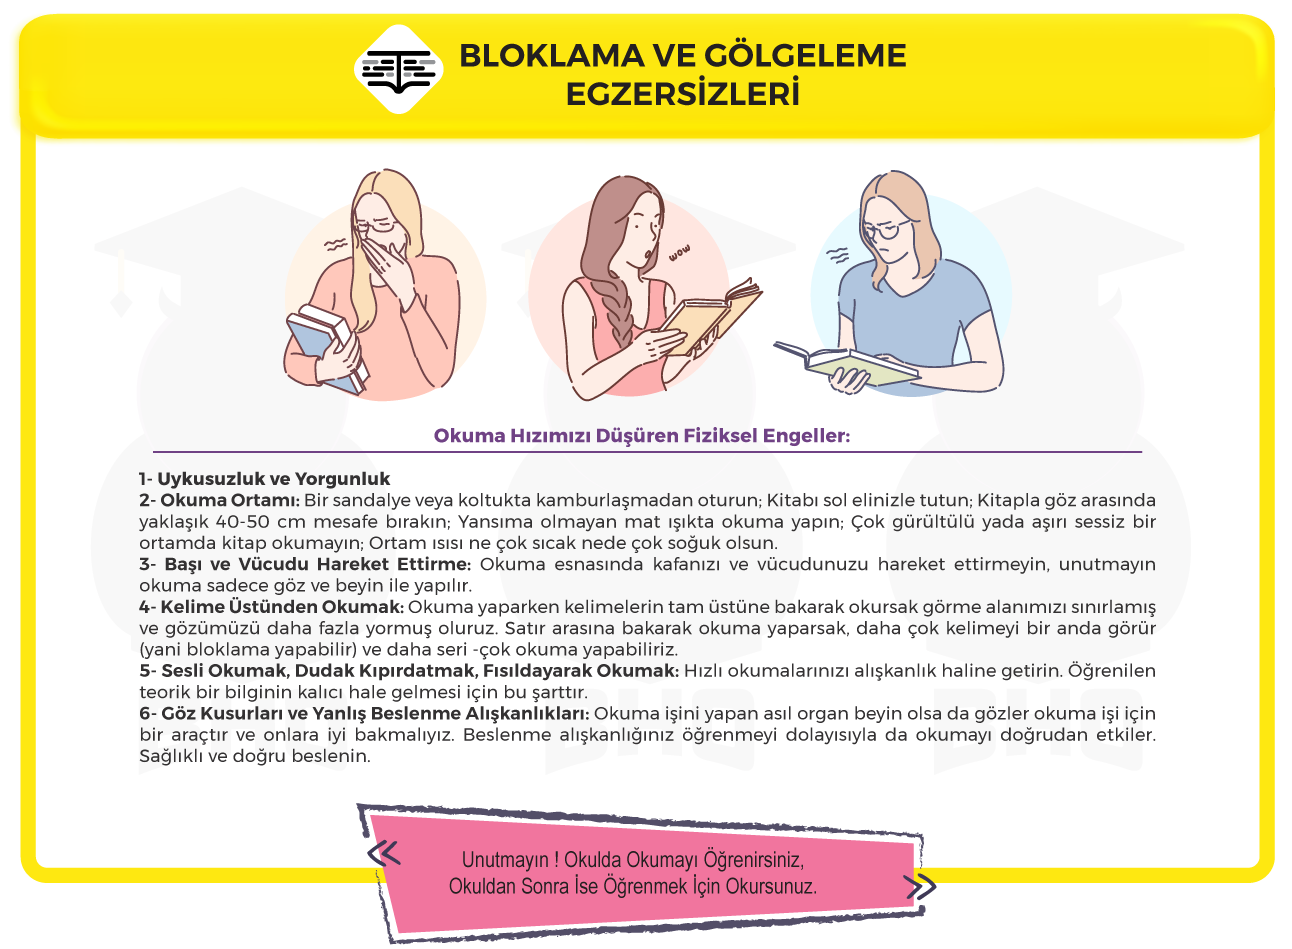 BLOKLAMA VE GÖLGELEME
EGZERSİZLERİ
wow
Okuma Hızımızı Düşüren Fiziksel Engeller:
1- Uykusuzluk ve Yorgunluk
2- Okuma Ortamı: Bir sandalye veya koltukta kamburlaşmadan oturun; Kitabı sol elinizle tutun; Kitapla göz arasında
yaklaşık 40-50 cm mesafe bırakın; Yansıma olmayan mat ışıkta okuma yapın; Çok gürültülü yada aşırı sessiz bir
ortamda kitap okumayın; Ortam ısısı ne çok sıcak nede çok soğuk olsun.
3- Başı ve Vücudu Hareket Ettirme: Okuma esnasında kafanızı ve vücudunuzu hareket ettirmeyin, unutmayın
okuma sadece göz ve beyin ile yapılır.
4- Kelime Üstünden Okumak: Okuma yaparken kelimelerin tam üstüne bakarak okursak görme alanımızı sınırlamış
ve gözümüzü daha fazla yormuş oluruz. Satır arasına bakarak okuma yaparsak, daha çok kelimeyi bir anda görür
(yani bloklama yapabilir) ve daha seri -çok okuma yapabiliriz.
5- Sesli Okumak, Dudak Kıpırdatmak, Fısıldayarak Okumak: Hızlı okumalarınızı alışkanlık haline getirin. Öğrenilen
teorik bir bilginin kalıcı hale gelmesi için bu şarttır.
6- Göz Kusurları ve Yanlış Beslenme Alışkanlıkları: Okuma işini yapan asıl organ beyin olsa da gözler okuma işi için
bir araçtır ve onlara iyi bakmalıyız. Beslenme alışkanlığınız öğrenmeyi dolayısıyla da okumayı doğrudan etkiler.
Sağlıklı ve doğru beslenin.
Unutmayın ! Okulda Okumayı Öğrenirsiniz,
Okuldan Sonra İse Öğrenmek İçin Okursunuz.